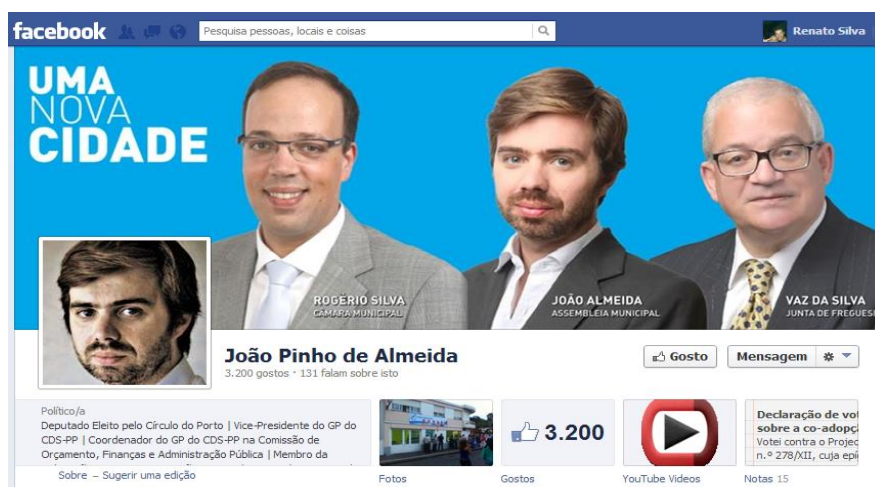 facebook
Pesquisa pessoas, locais e coisas
Renato Silva
UMA
NOVA
CIDADE
ROGÉRIO SILVA
CÂMARA MUNICIPAL
JOÃO ALMEIDA
ASSEMBLEIA MUNICIPAL
VAZ DA SILVA
JUNTA DE FREGUESI
João Pinho de Almeida
3.200 gostos · 131 falam sobre isto
Gosto
Mensagem
Político/a
Deputado Eleito pelo Círculo do Porto | Vice-Presidente do GP do
CDS-PP | Coordenador do GP do CDS-PP na Comissão de
Orçamento, Finanças e Administração Pública | Membro da
Sobre – Sugerir uma edição
Fotos
3.200
Gostos
YouTube Videos
Declaração de vot
sobre a co-adopç
Votei contra o Projec
n.º 278/XII, cuja epí
Notas 15